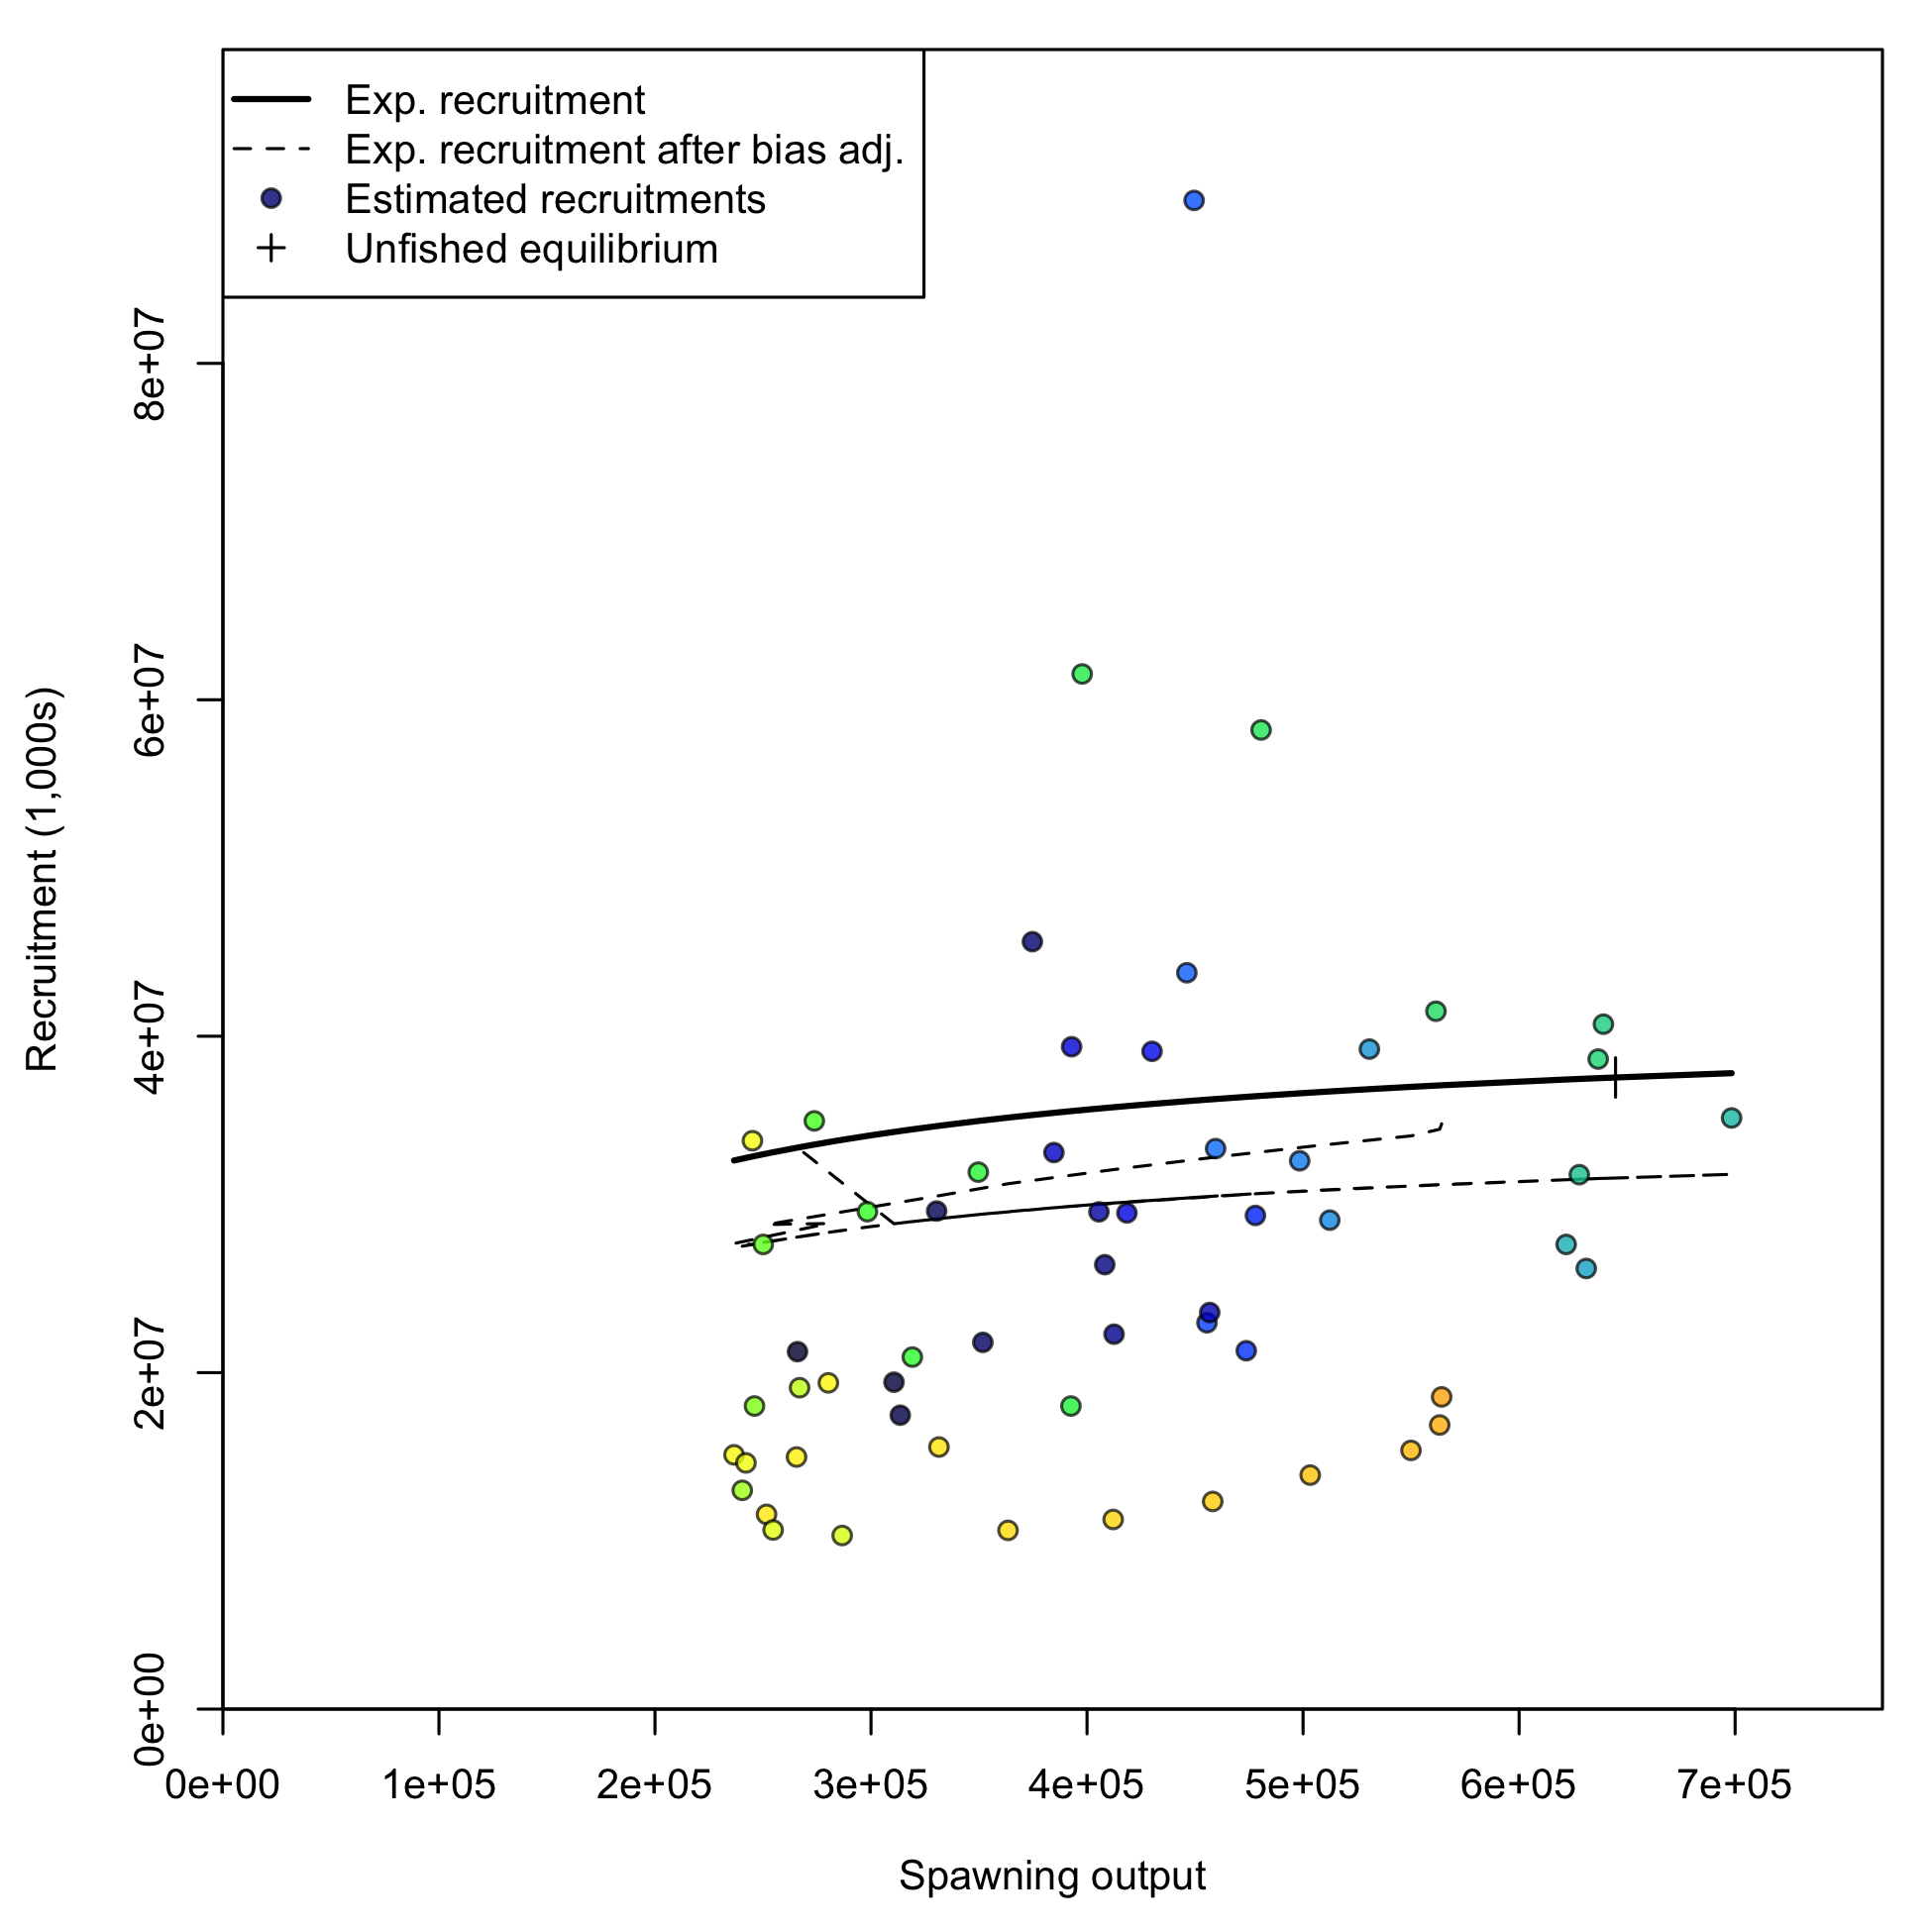 Exp. recruitment
Exp. recruitment after bias adj.
Estimated recruitments
Unfished equilibrium
Recruitment (1,000s)
8e+07
6e+07
4e+07
2e+07
0e+00
0e+00 1e+05 2e+05 3e+05 4e+05 5e+05 6e+05 7e+05
Spawning output